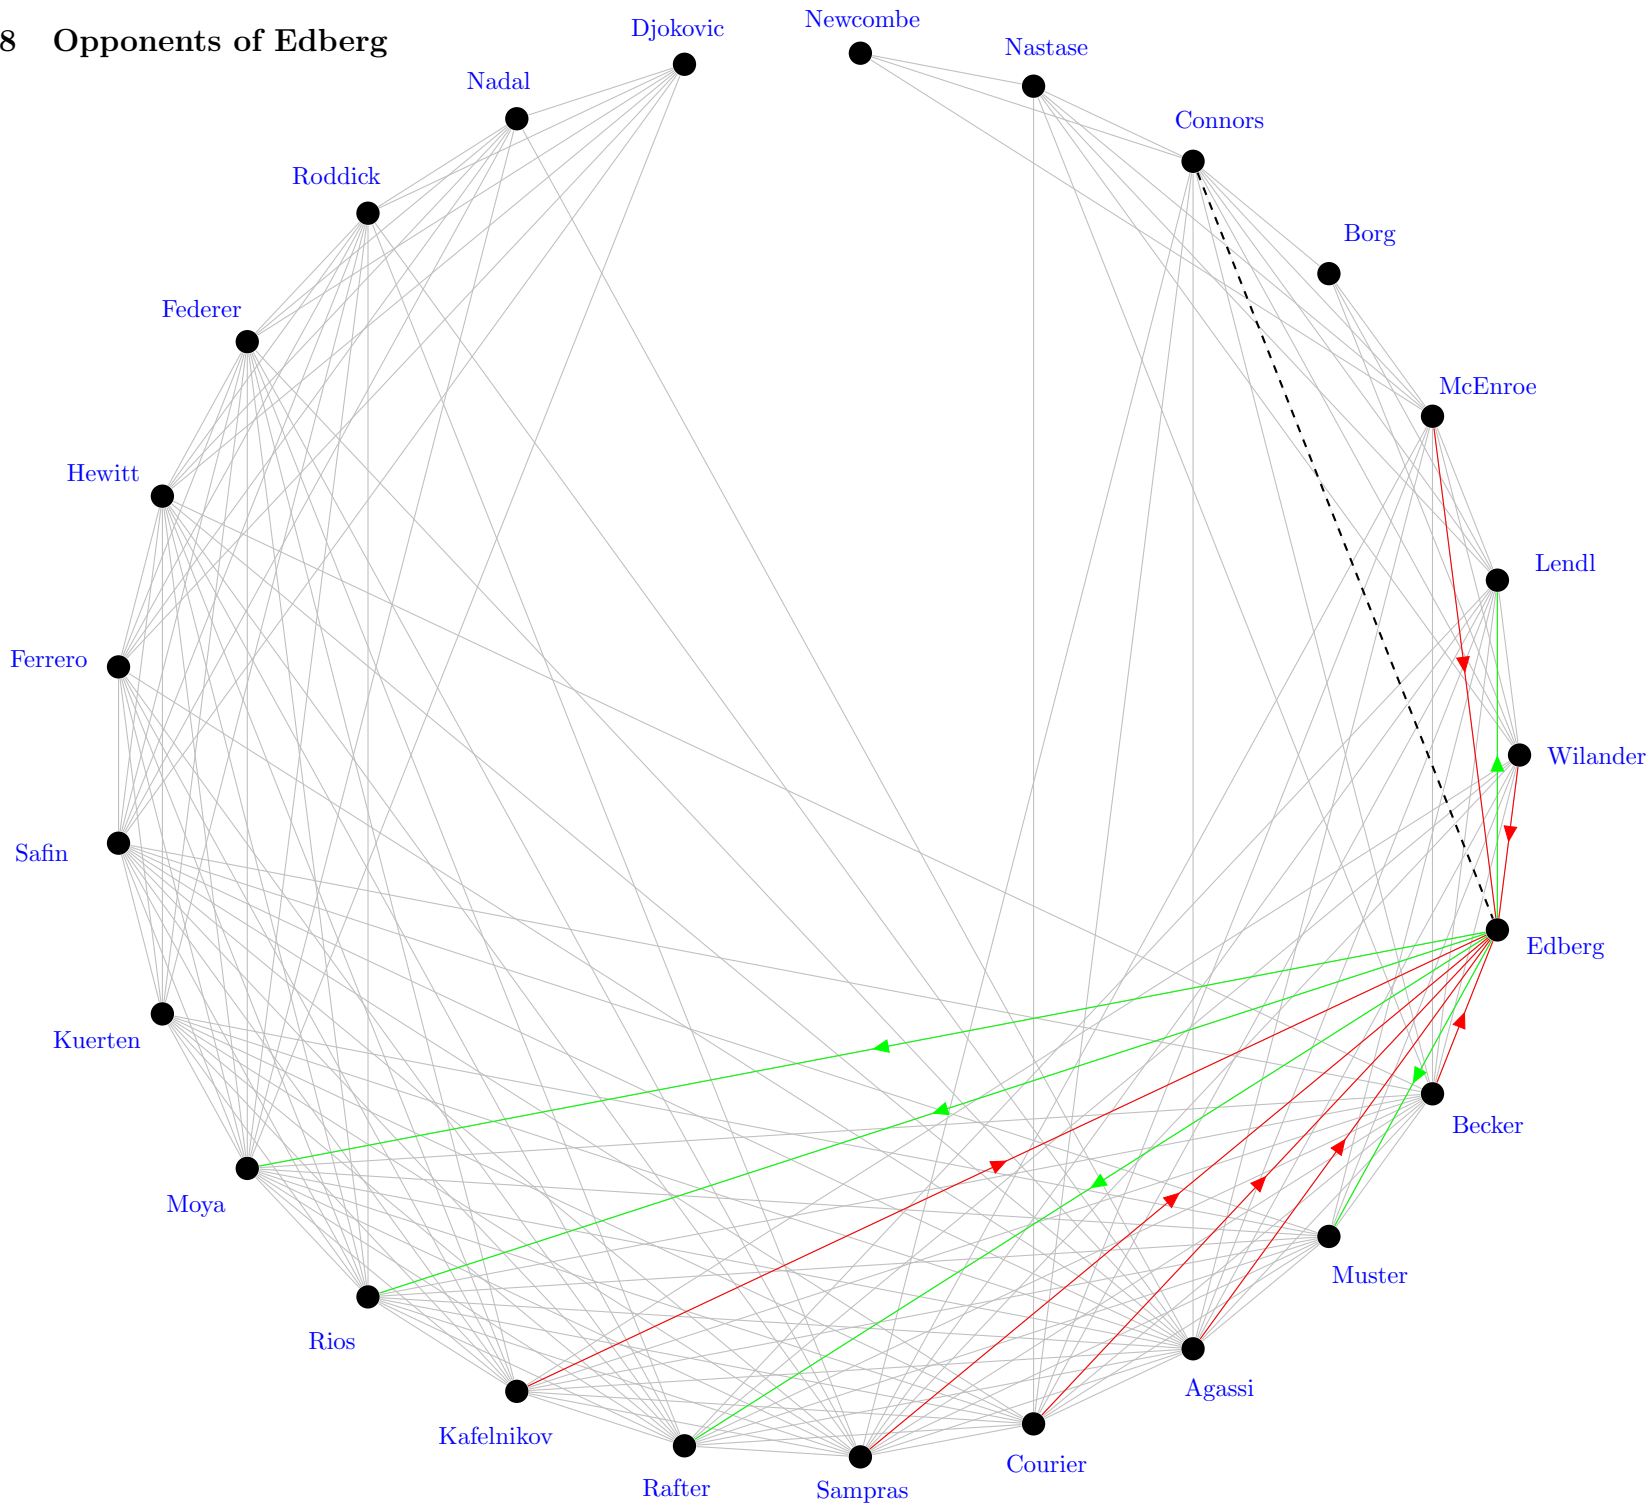 8 Opponents of Edberg
Djokovic
Newcombe
Nastase
Nadal
Connors
Roddick
Borg
Federer
McEnroe
Hewitt
Lendl
Ferrero
Wilander
Safin
Edberg
Kuerten
Becker
Moya
Muster
Rios
Agassi
Kafelnikov
Courier
Rafter
Sampras